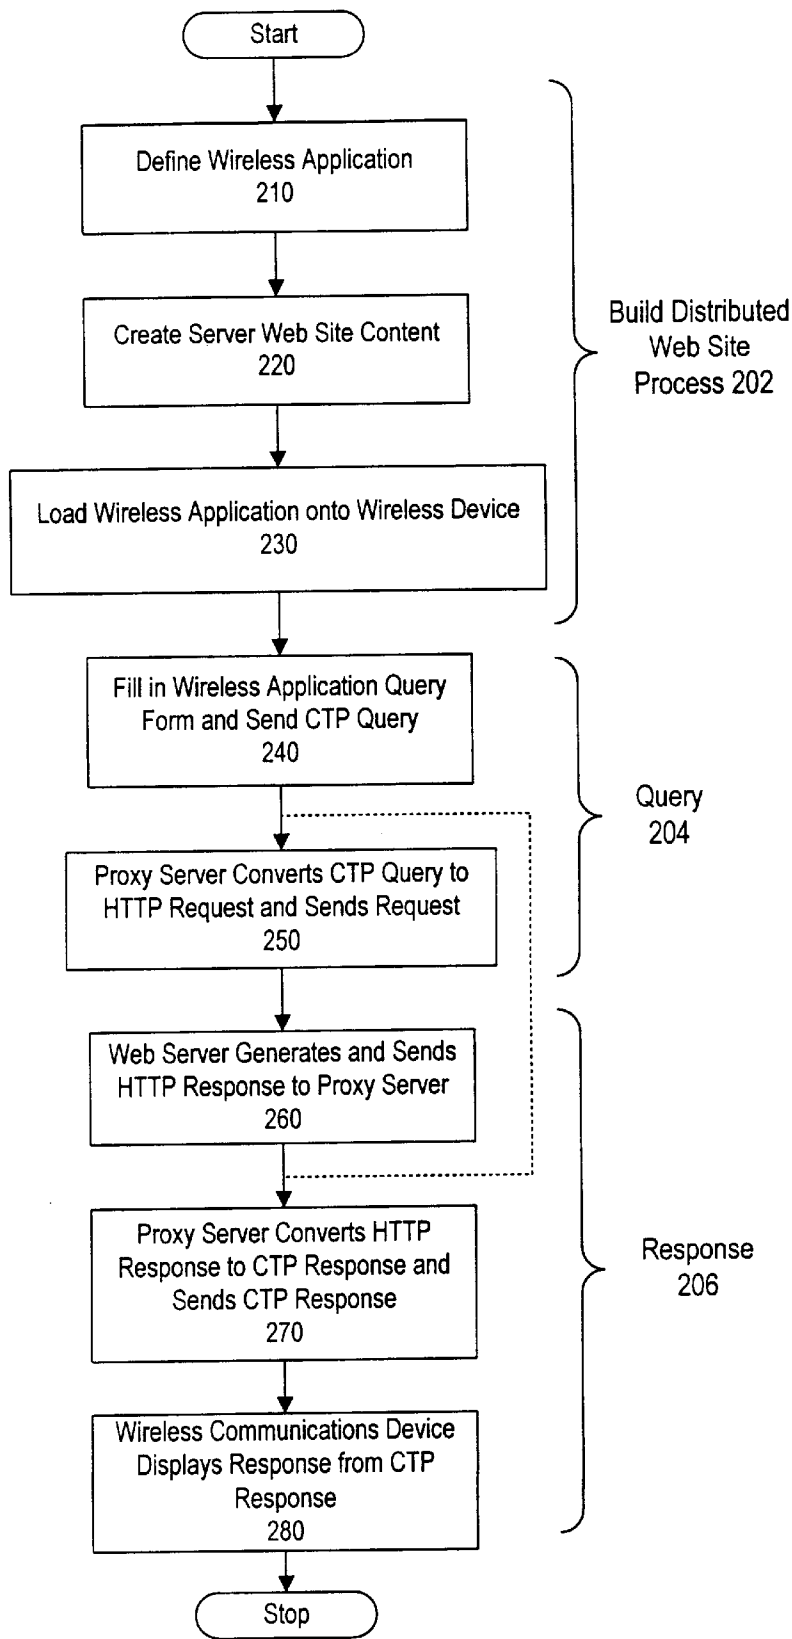 Start
Define Wireless Application
210
Create Server Web Site Content
220
Load Wireless Application onto Wireless Device
230
Build Distributed
Web Site
Process 202
Fill in Wireless Application Query
Form and Send CTP Query
240
Proxy Server Converts CTP Query to
HTTP Request and Sends Request
250
Query
204
Web Server Generates and Sends
HTTP Response to Proxy Server
260
Proxy Server Converts HTTP
Response to CTP Response and
Sends CTP Response
270
Wireless Communications Device
Displays Response from CTP
Response
280
Response
206
Stop